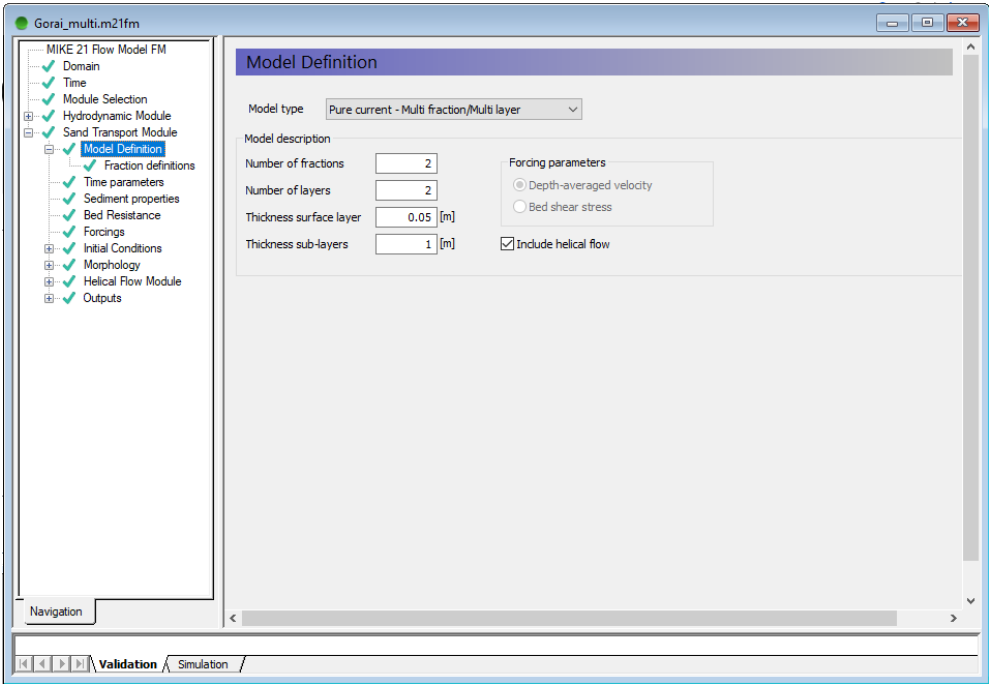 Gorai_multi.m21fm
MIKE 21 Flow Model FM
Domain
Time
Module Selection
Hydrodynamic Module
Sand Transport Module
Model Definition
Fraction definitions
Time parameters
Sediment properties
Bed Resistance
Forcings
Initial Conditions
Morphology
Helical Flow Module
Outputs
Navigation
Model Definition
Model type Pure current - Multi fraction/Multi layer
Model description
Number of fractions 2
Number of layers 2
Thickness surface layer 0.05 [m]
Thickness sub-layers 1 [m]
Forcing parameters
Depth-averaged velocity
Bed shear stress
Include helical flow
Validation Simulation